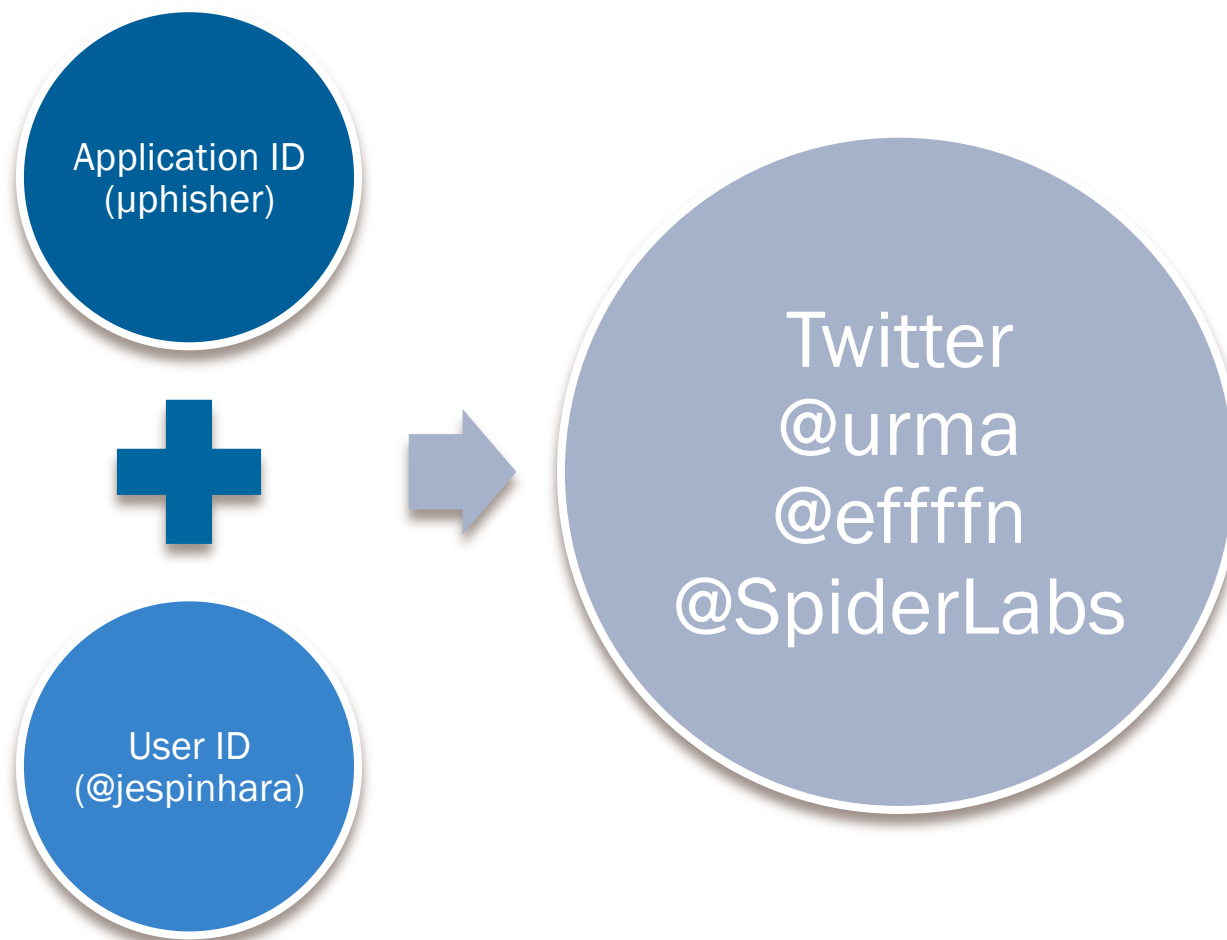 Application ID
(µphisher)
User ID
(@jespinhara)
Twitter
@urma
@effffn
@SpiderLabs